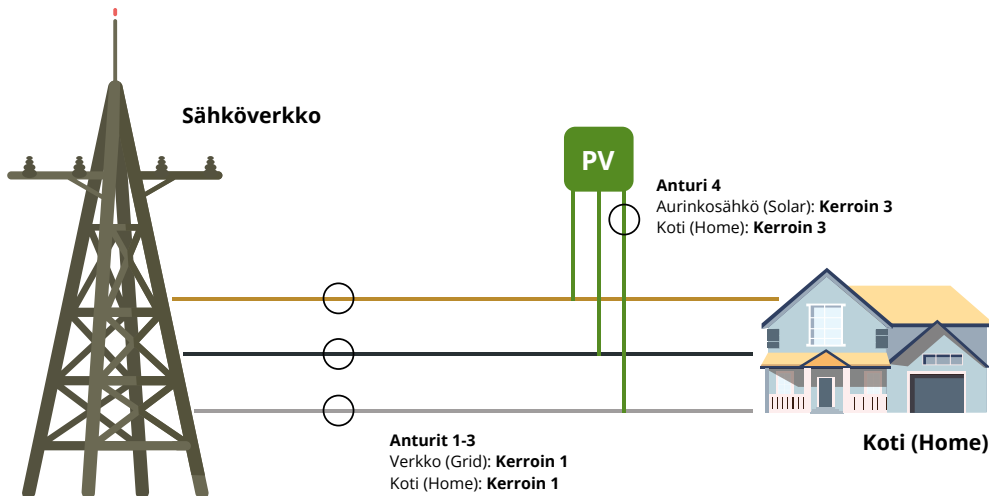 Sähköverkko
PV
Anturi 4
Aurinkosähkö (Solar): Kerroin 3
Koti (Home): Kerroin 3
Anturit 1-3
Verkko (Grid): Kerroin 1
Koti (Home): Kerroin 1
Koti (Home)